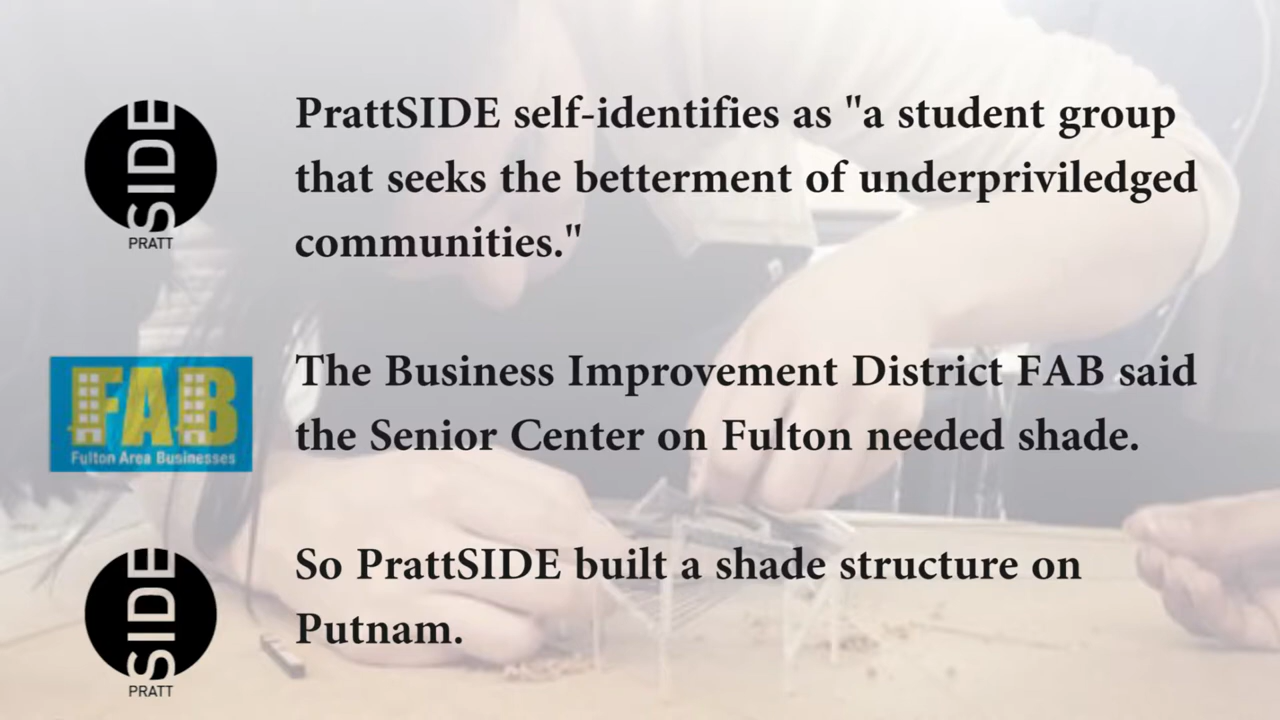 SIDE
PRATT
PrattSIDE self-identifies as "a student group
that seeks the betterment of underpriviledged
communities."
FAB
Fulton Area Businesses
The Business Improvement District FAB said
the Senior Center on Fulton needed shade.
SIDE
PRATT
So PrattSIDE built a shade structure on
Putnam.